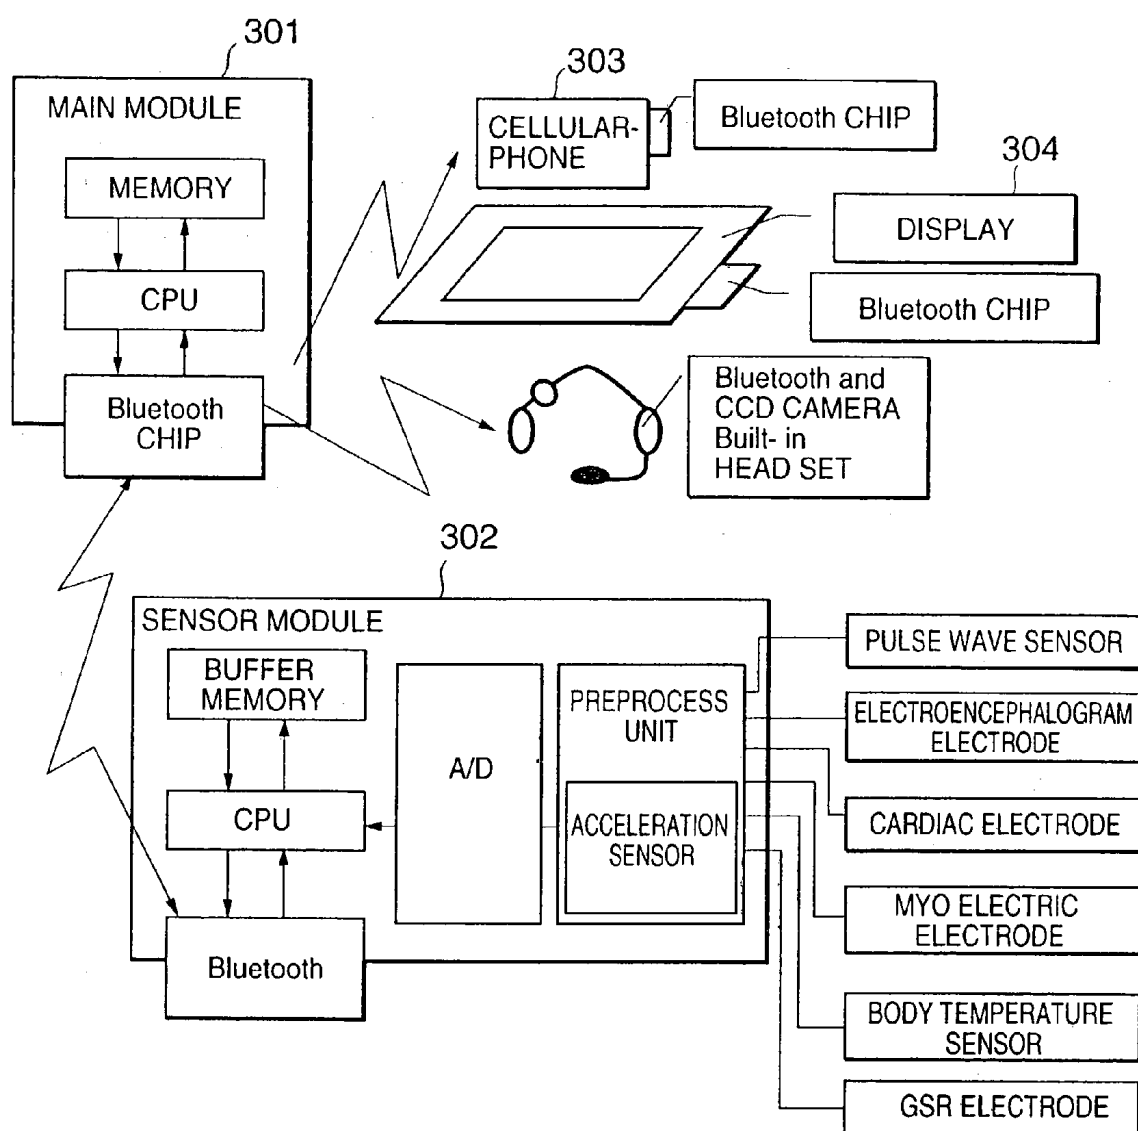 301
MAIN MODULE
MEMORY
CPU
Bluetooth
CHIP
303
CELLULAR-
PHONE
Bluetooth CHIP
304
DISPLAY
Bluetooth CHIP
Bluetooth and
CCD CAMERA
Built- in
HEAD SET
302
SENSOR MODULE
BUFFER
MEMORY
CPU
Bluetooth
A/D
PREPROCESS
UNIT
ACCELERATION
SENSOR
PULSE WAVE SENSOR
ELECTROENCEPHALOGRAM
ELECTRODE
CARDIAC ELECTRODE
MYO ELECTRIC
ELECTRODE
BODY TEMPERATURE
SENSOR
GSR ELECTRODE